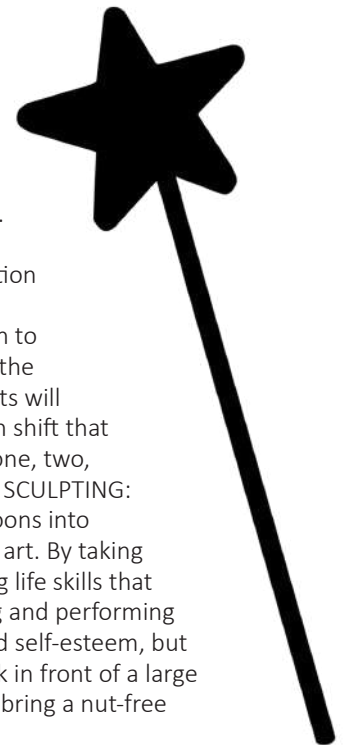 .
tion
n to
the
ts will
n shift that
one, two,
SCULPTING:
oons into
art. By taking
g life skills that
g and performing
d self-esteem, but
k in front of a large
bring a nut-free